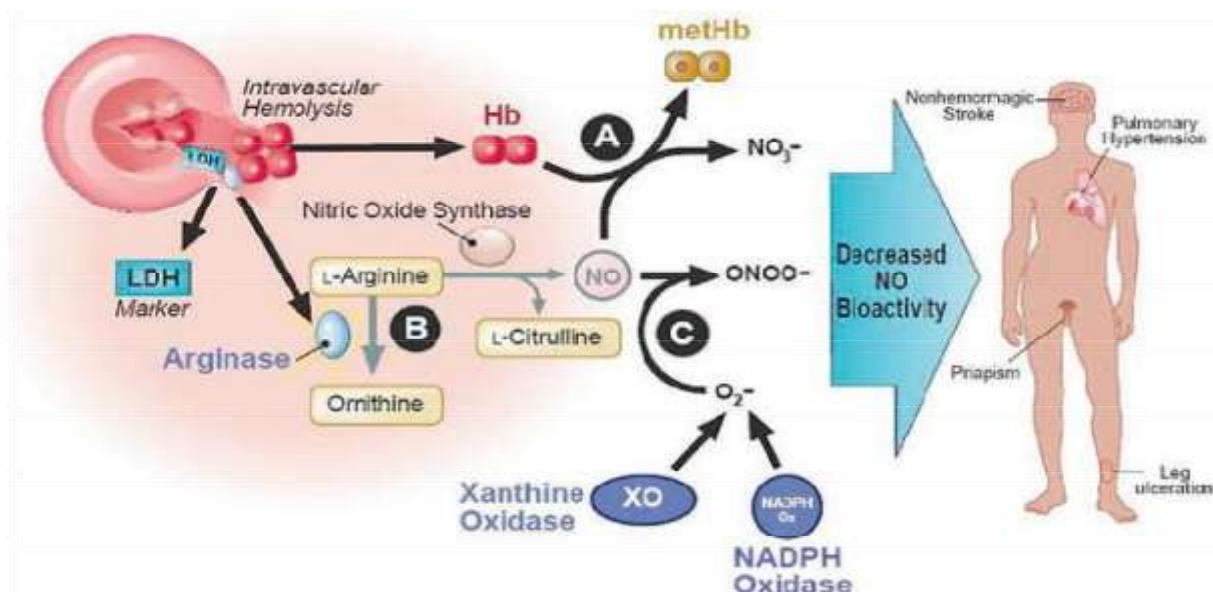 metHb
Intravascular
Hemolysis
Hb
A
NO3−
LDH
Nitric Oxide Synthase
LDH
Marker
L-Arginine
NO
ONOO−
B
L-Citrulline
C
Arginase
Ornithine
O2−
Xanthine
Oxidase
XO
NADPH
Ox
NADPH
Oxidase
Decreased
NO
Bioactivity
Nonhemorrhagic
Stroke
Pulmonary
Hypertension
Priapism
Leg
ulceration